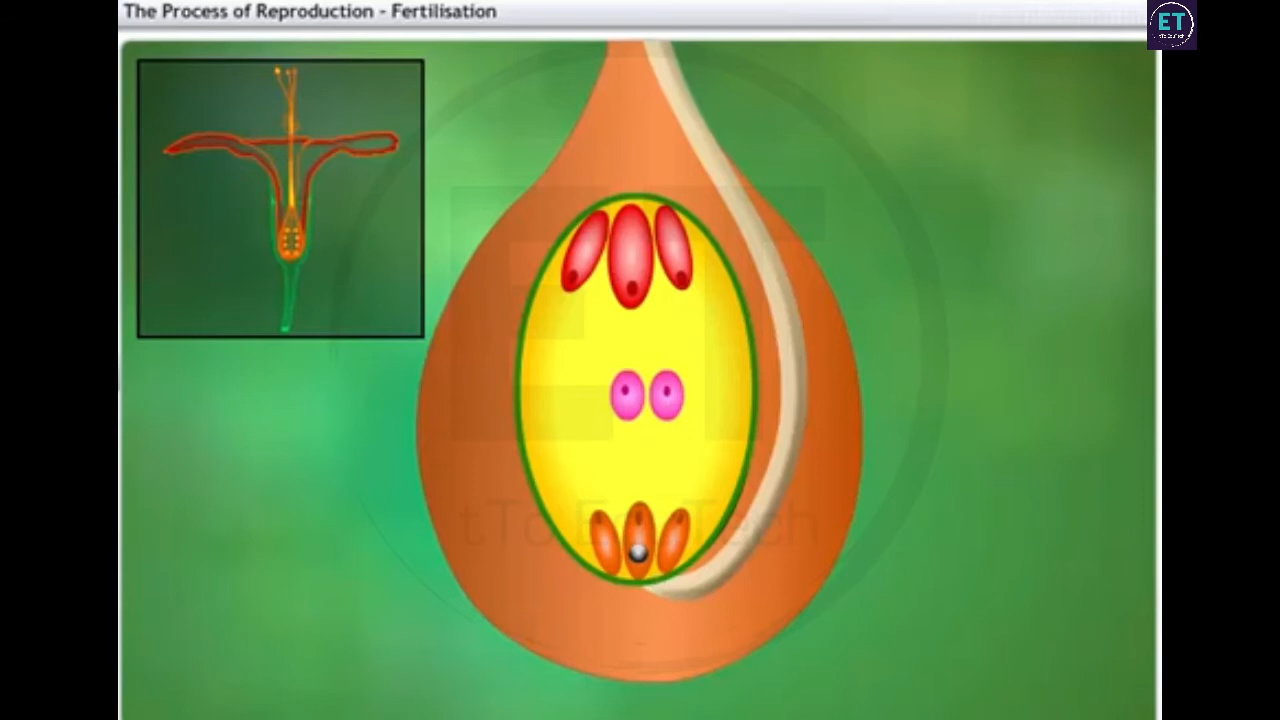 The Process of Reproduction - Fertilisation
ET